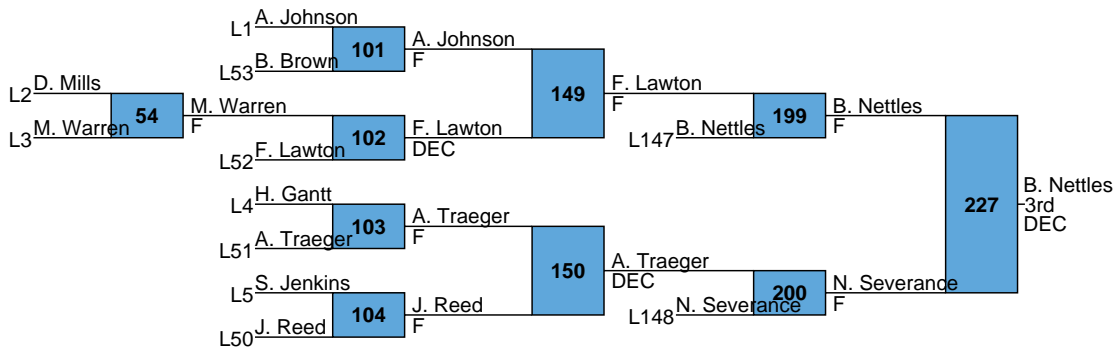 L1 A. Johnson
L53 B. Brown
101
A. Johnson
F
L2 D. Mills
L3 M. Warren
54
M. Warren
F
L52 F. Lawton
102
F. Lawton
DEC
149
F. Lawton
F
L147 B. Nettles
199
B. Nettles
F
L4 H. Gantt
L51 A. Traeger
103
A. Traeger
F
L5 S. Jenkins
L50 J. Reed
104
J. Reed
F
150
A. Traeger
DEC
L148 N. Severance
200
N. Severance
F
227
B. Nettles
3rd
DEC